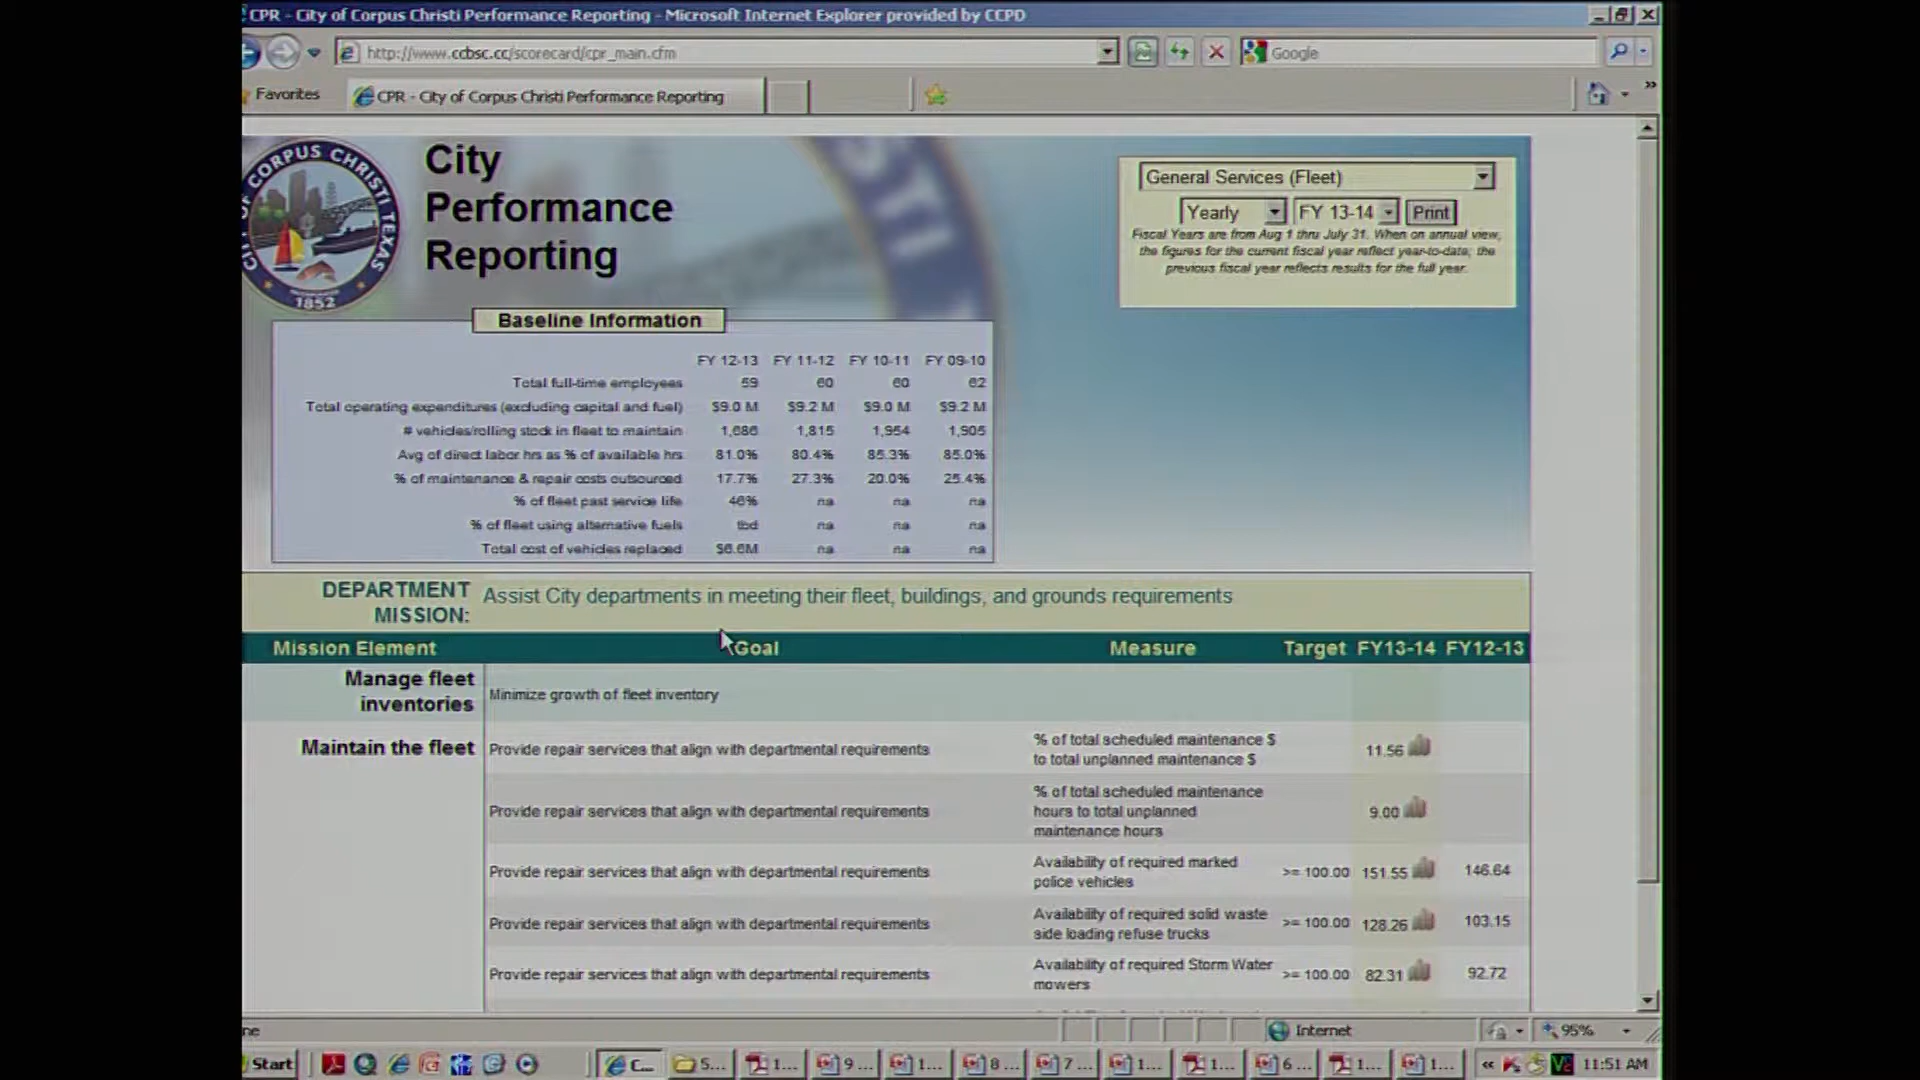 CPR - City of Corpus Christi Performance Reporting - Microsoft Internet Explorer provided by CCPD
http://www.ccbsc.cc/scorecard/cpr_main.cfm
Google
Favorites
CPR - City of Corpus Christi Performance Reporting
CITY OF CORPUS CHRISTI TEXAS
1852
City
Performance
Reporting
General Services (Fleet)
Yearly FY 13-14 Print
Fiscal Years are from Aug 1 thru July 31. When on annual view,
the figures for the current fiscal year reflect year-to-date; the
previous fiscal year reflects results for the full year.
Baseline Information
FY 12-13 FY 11-12 FY 10-11 FY 09-10
Total full-time employees 59 60 60 62
Total operating expenditures (excluding capital and fuel) $9.0 M $9.2 M $9.0 M $9.2 M
# vehicles/rolling stock in fleet to maintain 1,686 1,815 1,954 1,905
Avg of direct labor hrs as % of available hrs 81.0% 80.4% 85.3% 85.0%
% of maintenance & repair costs outsourced 17.7% 27.3% 20.0% 25.4%
% of fleet past service life 46% na na na
% of fleet using alternative fuels tbd na na na
Total cost of vehicles replaced $6.6M na na na
DEPARTMENT MISSION: Assist City departments in meeting their fleet, buildings, and grounds requirements
Mission Element Goal Measure Target FY13-14 FY12-13
Manage fleet inventories Minimize growth of fleet inventory
Maintain the fleet Provide repair services that align with departmental requirements % of total scheduled maintenance $ to total unplanned maintenance $ 11.56
Provide repair services that align with departmental requirements % of total scheduled maintenance hours to total unplanned maintenance hours 9.00
Provide repair services that align with departmental requirements Availability of required marked police vehicles >= 100.00 151.55 146.64
Provide repair services that align with departmental requirements Availability of required solid waste side loading refuse trucks >= 100.00 128.26 103.15
Provide repair services that align with departmental requirements Availability of required Storm Water mowers >= 100.00 82.31 92.72
ne Internet 95%
Start C... 5... 1... 9... 1... 8... 7... 1... 1... 6... 1... 1... 11:51 AM